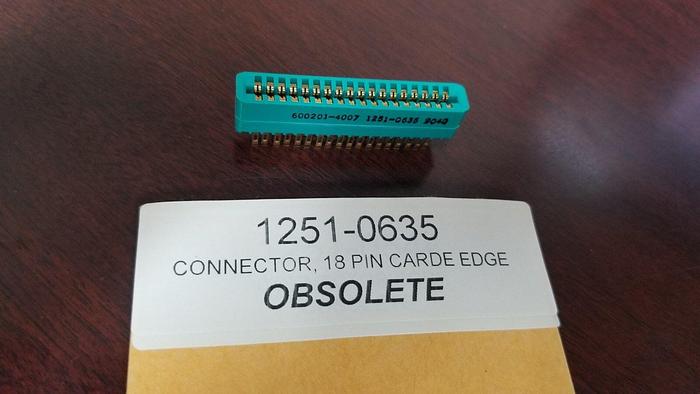 600201-4007 1251-0635 9040
1251-0635
CONNECTOR, 18 PIN CARDE EDGE
OBSOLETE